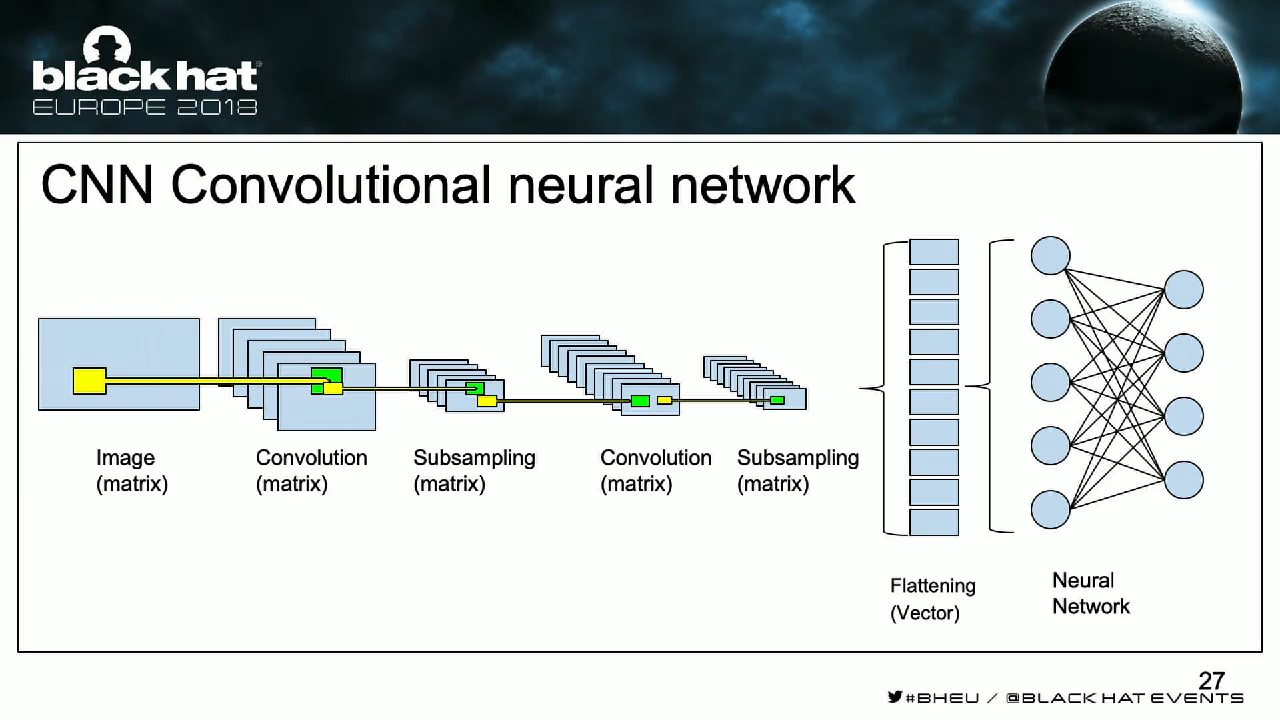 black hat
EUROPE 2018
CNN Convolutional neural network
Image
(matrix)
Convolution
(matrix)
Subsampling
(matrix)
Convolution
(matrix)
Subsampling
(matrix)
Flattening
(Vector)
Neural
Network
27
#BHEU / @BLACK HAT EVENTS